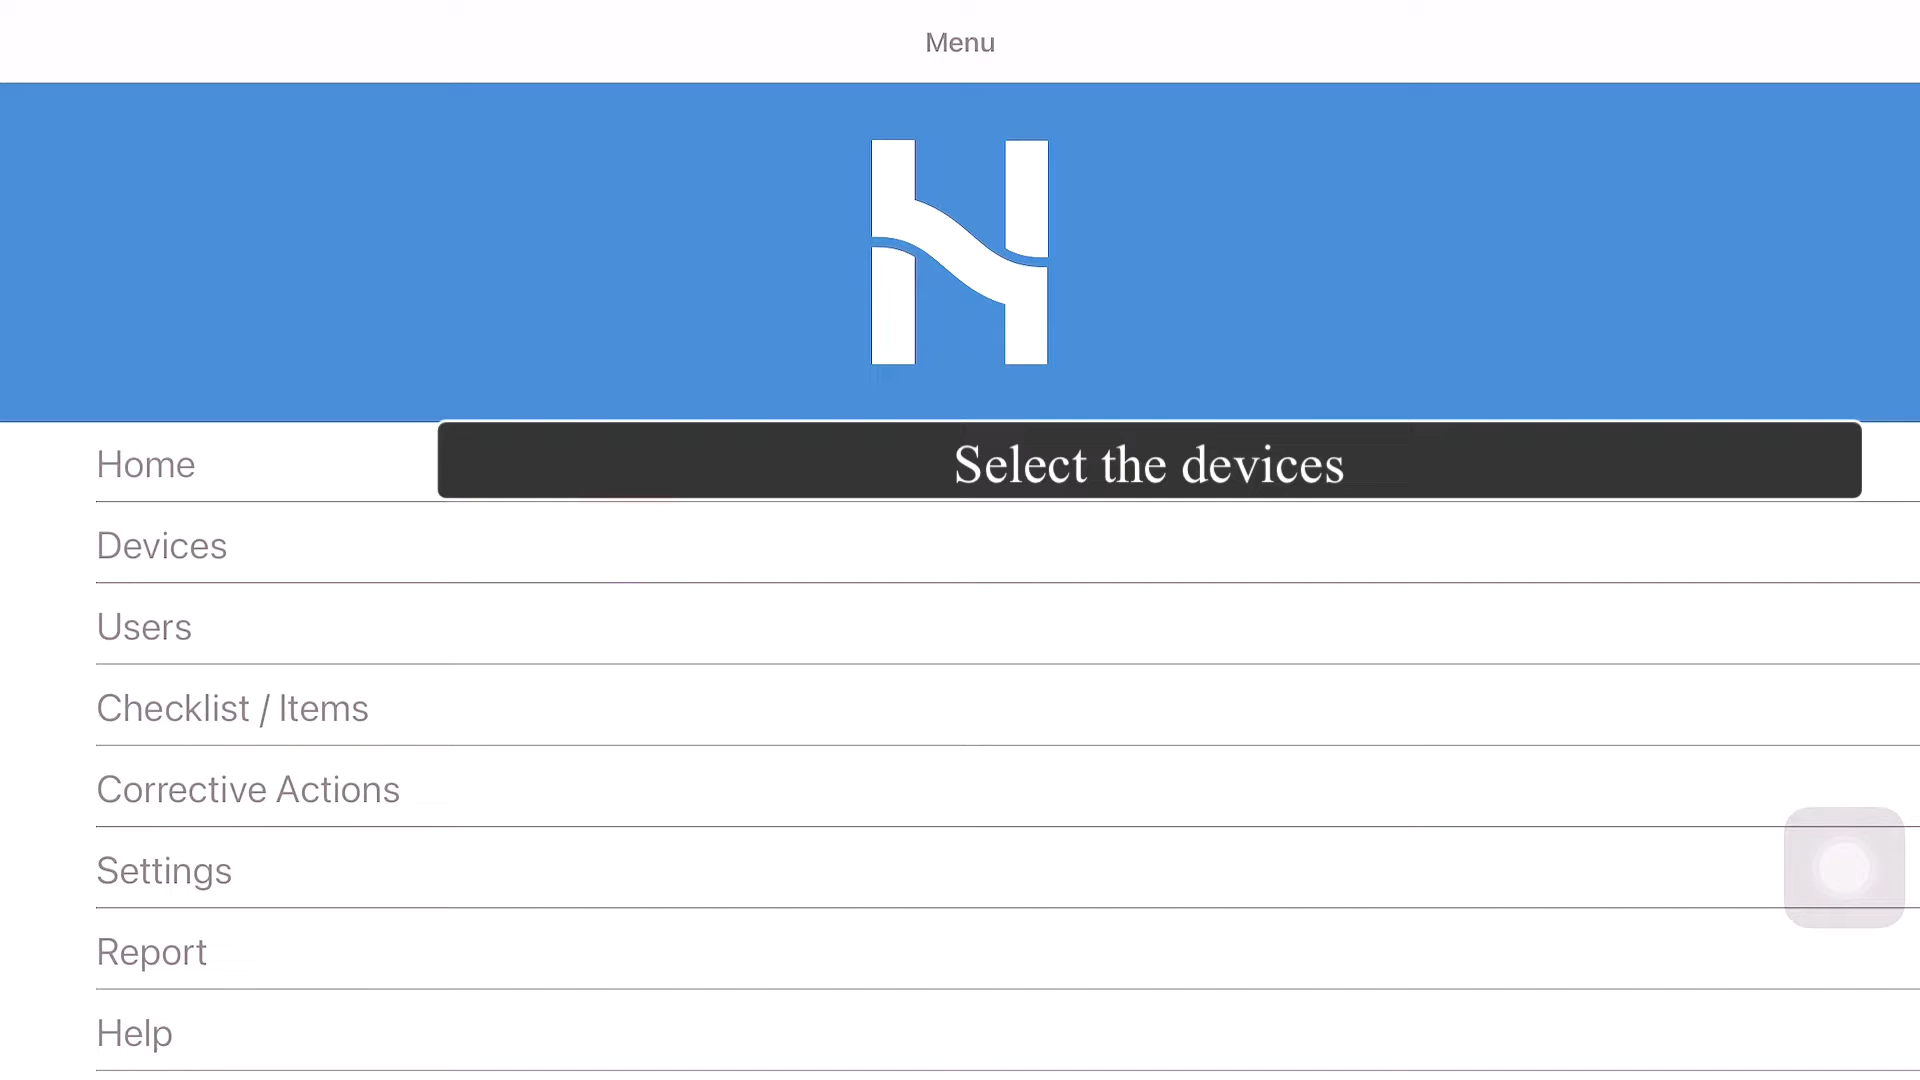 Menu
Home
Select the devices
Devices
Users
Checklist / Items
Corrective Actions
Settings
Report
Help